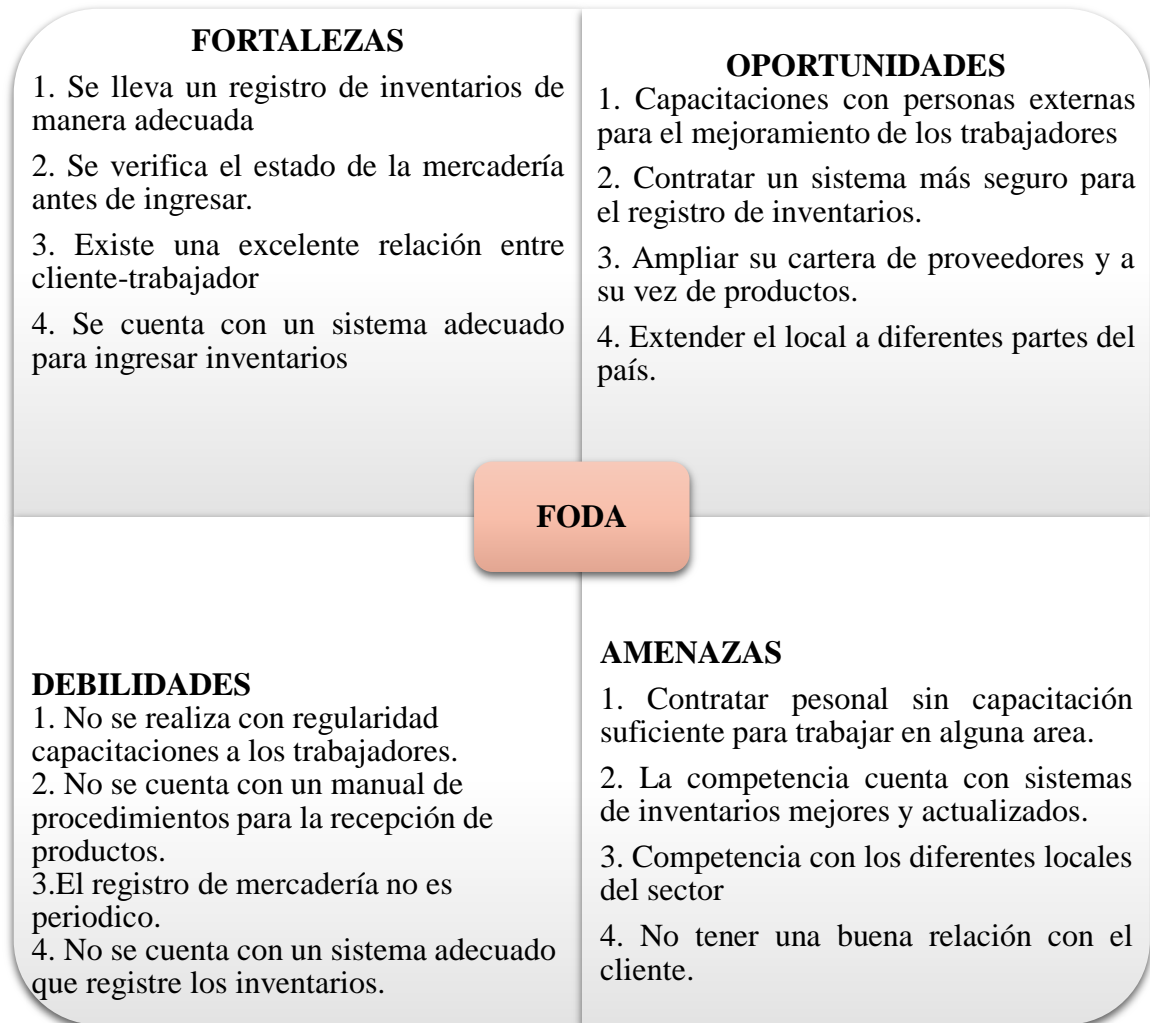 FORTALEZAS
1. Se lleva un registro de inventarios de
manera adecuada
2. Se verifica el estado de la mercadería
antes de ingresar.
3. Existe una excelente relación entre
cliente-trabajador
4. Se cuenta con un sistema adecuado
para ingresar inventarios
OPORTUNIDADES
1. Capacitaciones con personas externas
para el mejoramiento de los trabajadores
2. Contratar un sistema más seguro para
el registro de inventarios.
3. Ampliar su cartera de proveedores y a
su vez de productos.
4. Extender el local a diferentes partes del
país.
FODA
DEBILIDADES
1. No se realiza con regularidad
capacitaciones a los trabajadores.
2. No se cuenta con un manual de
procedimientos para la recepción de
productos.
3.El registro de mercadería no es
periodico.
4. No se cuenta con un sistema adecuado
que registre los inventarios.
AMENAZAS
1. Contratar pesonal sin capacitación
suficiente para trabajar en alguna area.
2. La competencia cuenta con sistemas
de inventarios mejores y actualizados.
3. Competencia con los diferentes locales
del sector
4. No tener una buena relación con el
cliente.